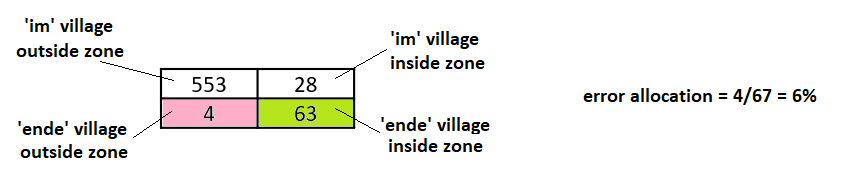 'im' village
outside zone
'im' village
inside zone
553 28
4 63
error allocation = 4/67 = 6%
'ende' village
outside zone
'ende' village
inside zone